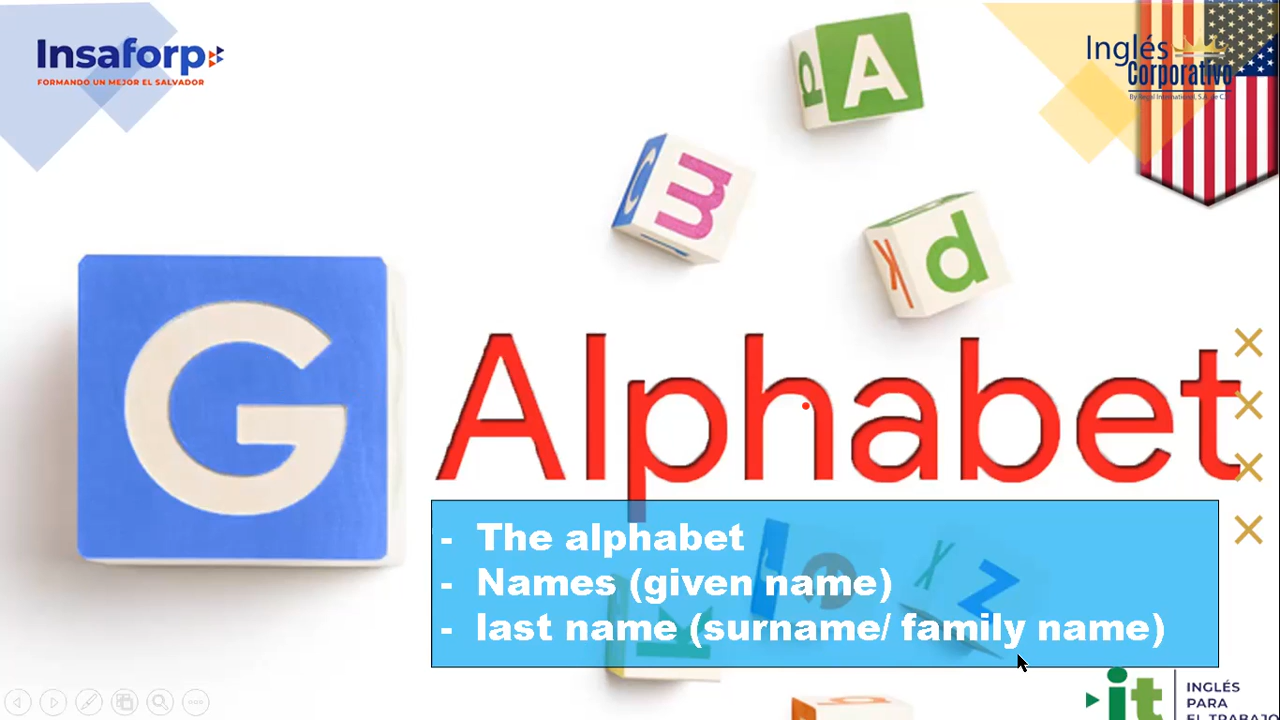 Insaforp
FORMANDO UN MEJOR EL SALVADOR
Inglés
Corporativo
A
m
C
d
X
G
Alphabet
- The alphabet
- Names (given name)
- last name (surname/ family name)
Z
it
INGLÉS
PARA
EL TRABAJO